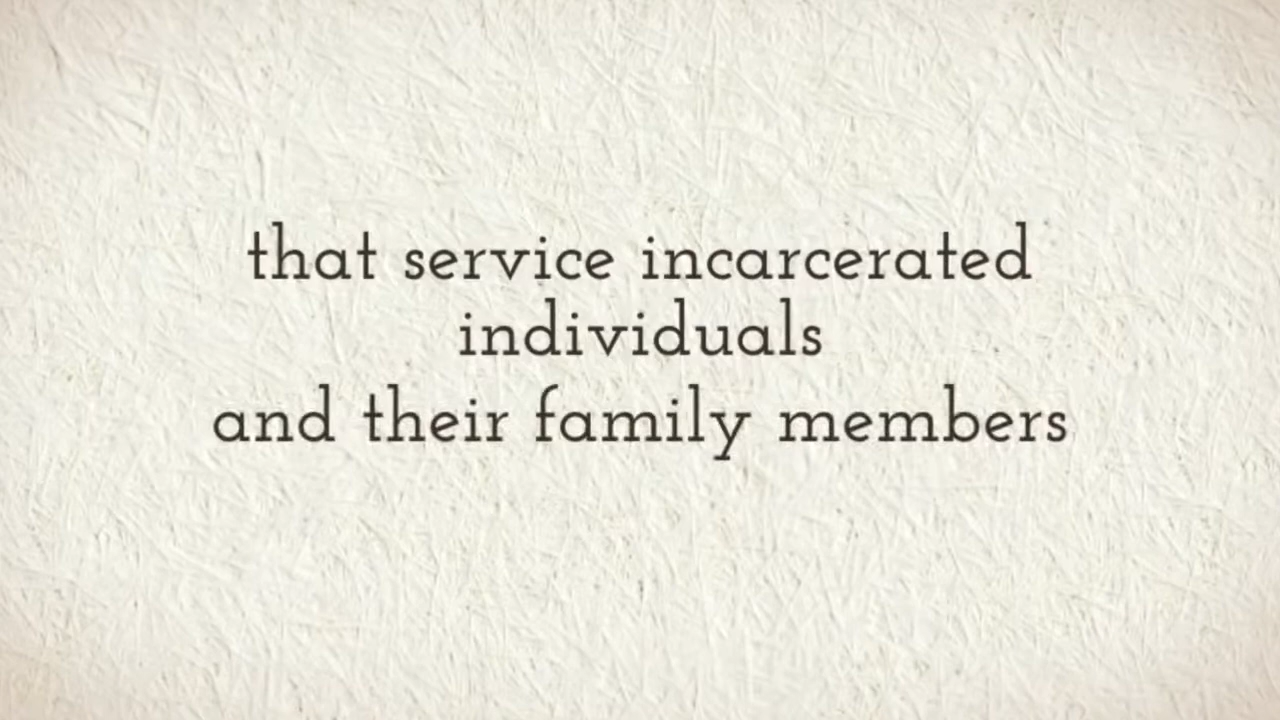 that service incarcerated
individuals
and their family members